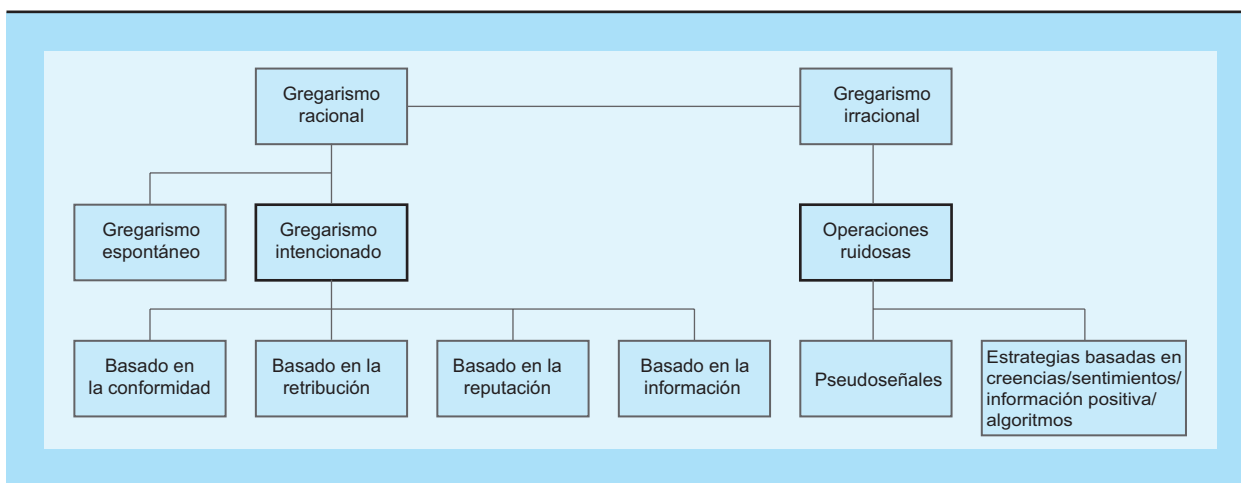 Gregarismo
racional
Gregarismo
irracional
Gregarismo
espontáneo
Gregarismo
intencionado
Operaciones
ruidosas
Basado en
la conformidad
Basado en la
retribución
Basado en la
reputación
Basado en la
información
Pseudoseñales
Estrategias basadas en
creencias/sentimientos/
información positiva/
algoritmos